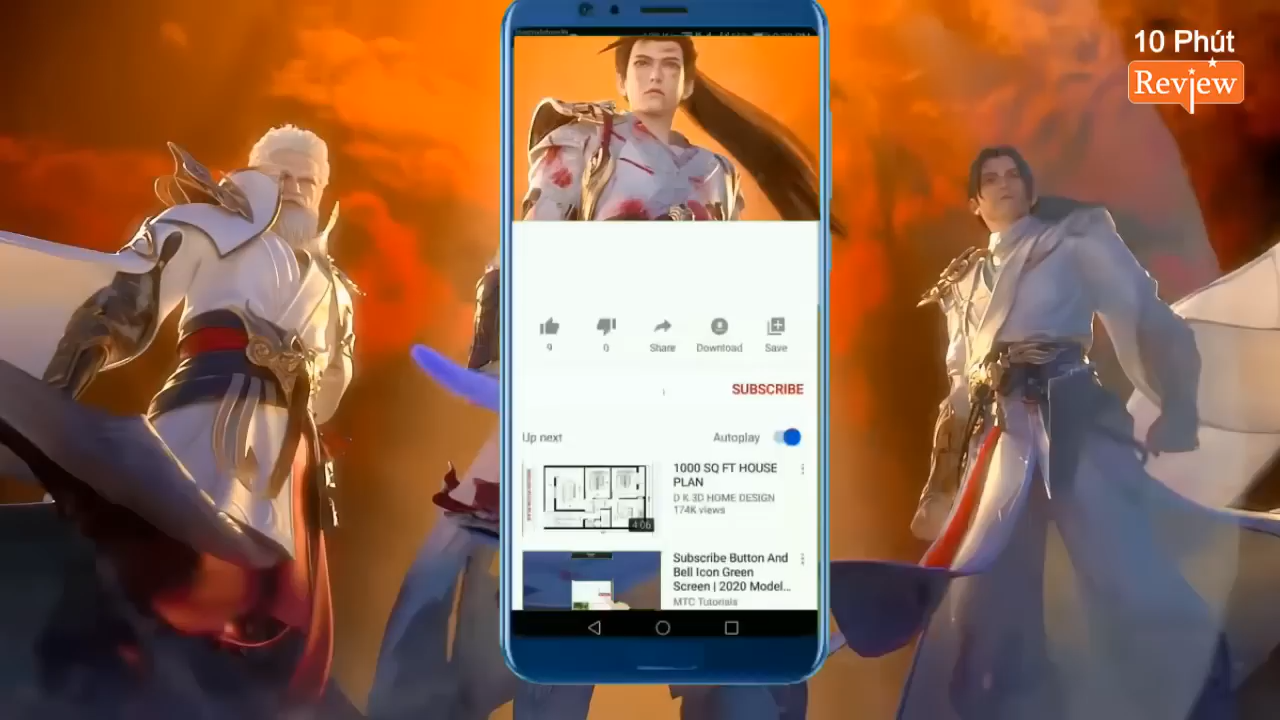 10 Phút
Review
9
0
Share
Download
Save
SUBSCRIBE
Up next
Autoplay
1000 SQ FT HOUSE
PLAN
D K 3D HOME DESIGN
174K views
4:06
Subscribe Button And
Bell Icon Green
Screen | 2020 Model...
MTC Tutorials